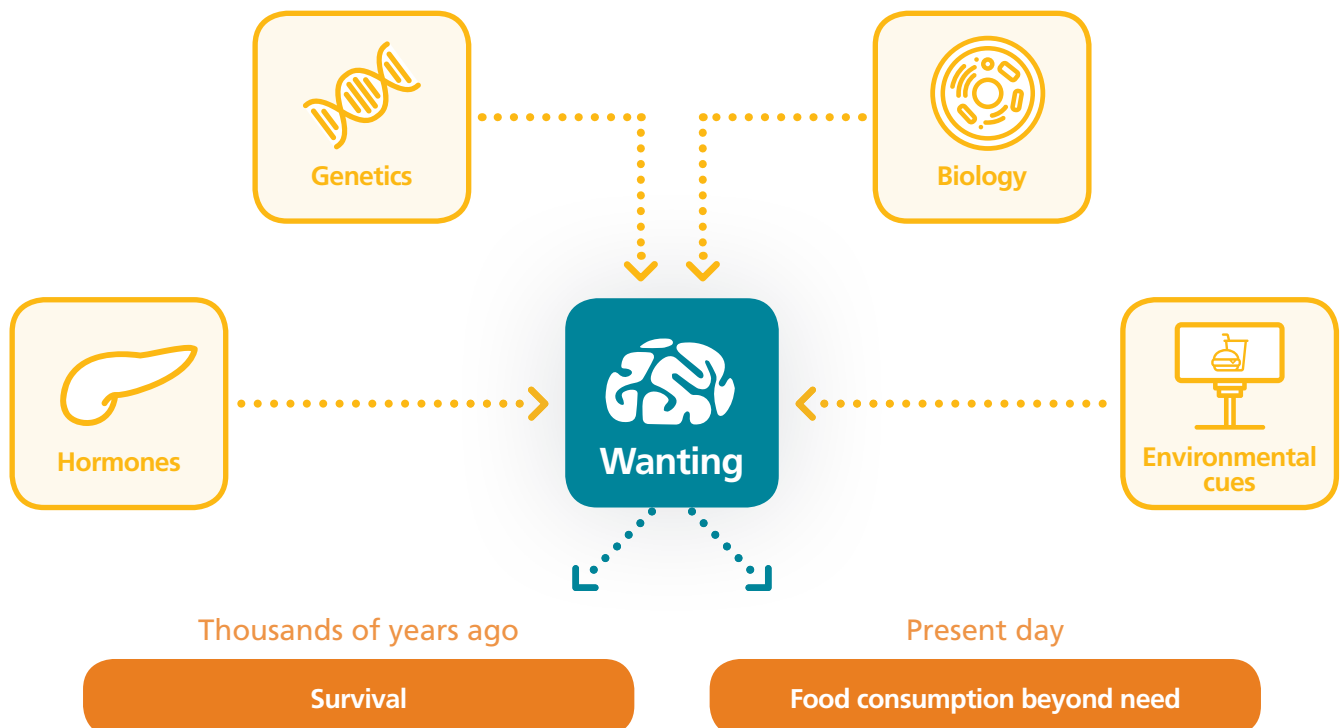 Genetics
Biology
Hormones
Wanting
Environmental
cues
Thousands of years ago
Present day
Survival
Food consumption beyond need